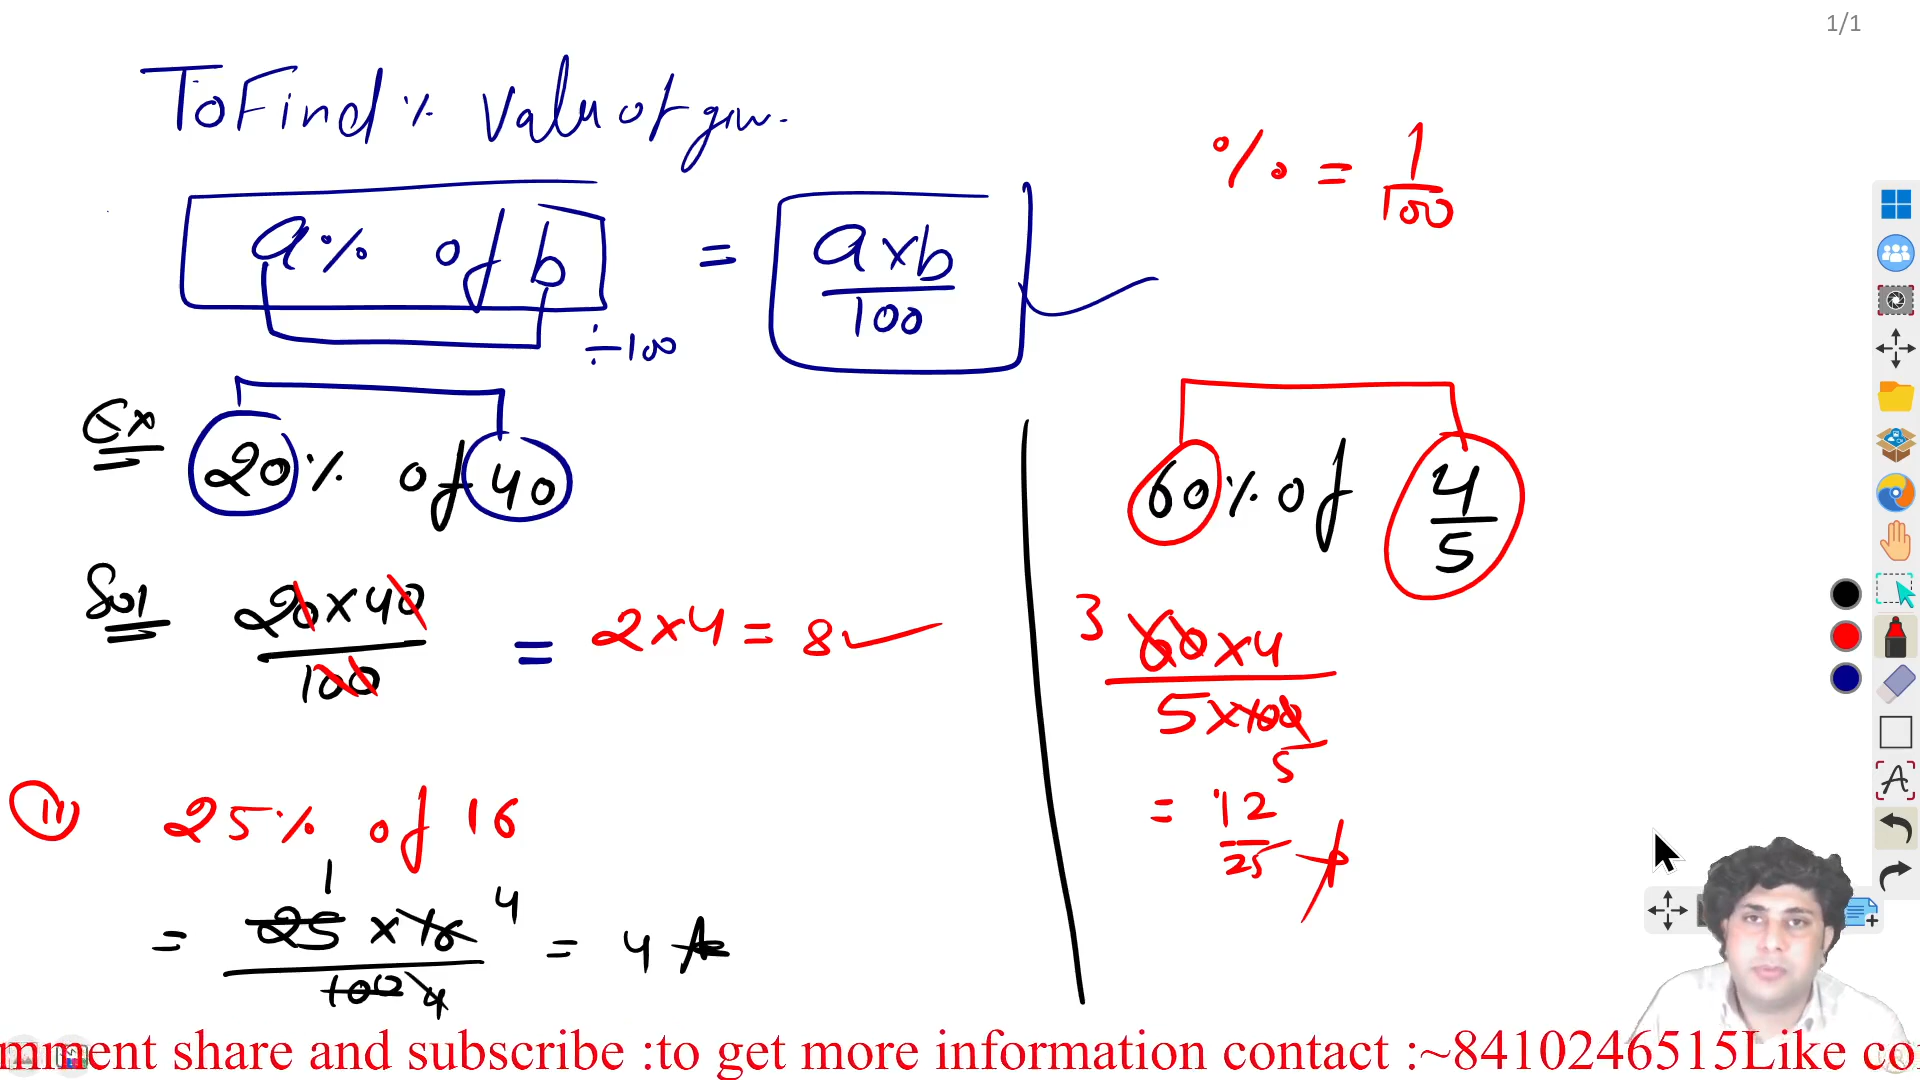 1/1
To Find % Value of giv.
% = 1/100
a% of b = a×b/100
÷100
Ex 20% of 40
60% of 4/5
Sol 20×40/100 = 2×4 = 8
3 60×4/5×100 5
= 12/25
(11) 25% of 16
= 1 25×16 4/100 4 = 4 A
mment share and subscribe :to get more information contact :~8410246515Like co